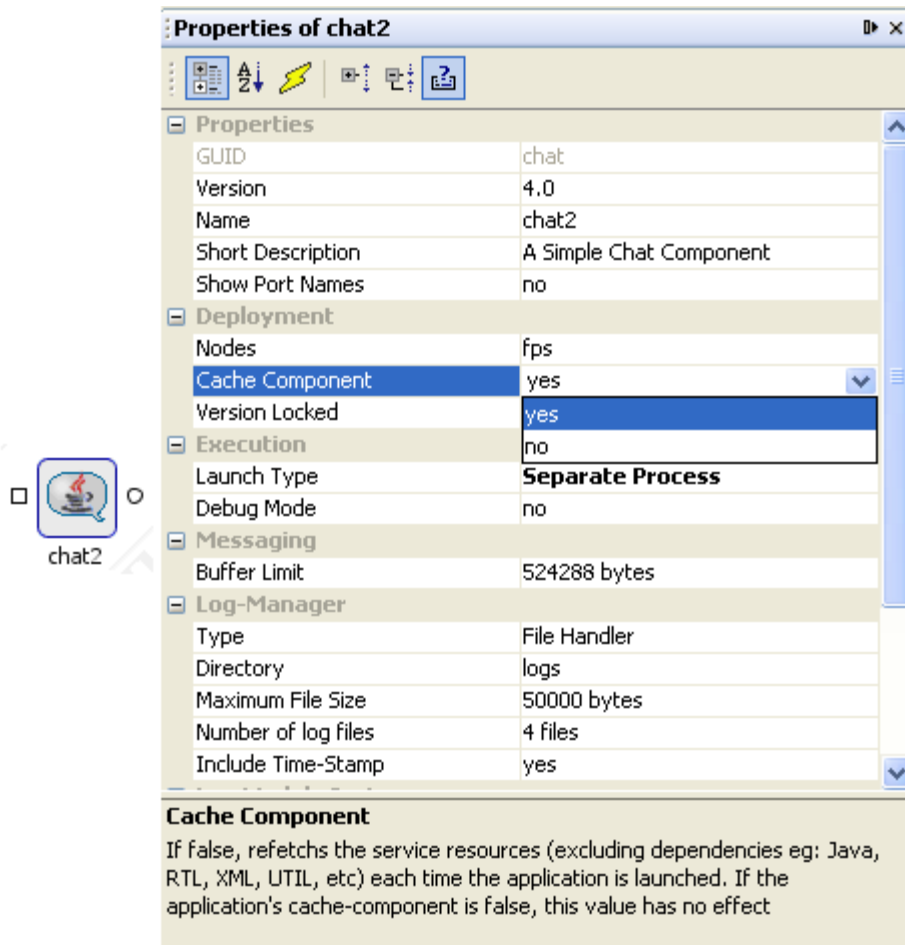 Properties of chat2
Properties
GUID chat
Version 4.0
Name chat2
Short Description A Simple Chat Component
Show Port Names no
Deployment
Nodes fps
Cache Component yes
Version Locked yes
Execution no
Launch Type Separate Process
Debug Mode no
chat2
Messaging
Buffer Limit 524288 bytes
Log-Manager
Type File Handler
Directory logs
Maximum File Size 50000 bytes
Number of log files 4 files
Include Time-Stamp yes
Cache Component
If false, refetchs the service resources (excluding dependencies eg: Java,
RTL, XML, UTIL, etc) each time the application is launched. If the
application's cache-component is false, this value has no effect